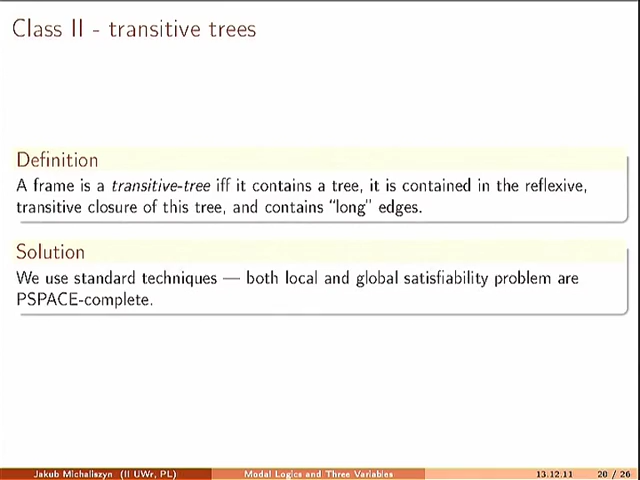 Class II - transitive trees
Definition
A frame is a transitive-tree iff it contains a tree, it is contained in the reflexive,
transitive closure of this tree, and contains “long” edges.
Solution
We use standard techniques — both local and global satisfiability problem are
PSPACE-complete.
Jakub Michaliszyn (II UWr, PL) Modal Logics and Three Variables 13.12.11 20 / 26